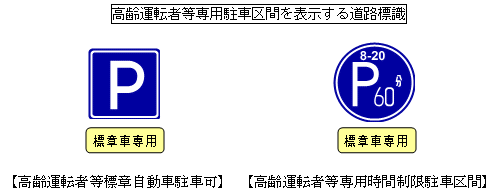 高齢運転者等専用駐車区間を表示する道路標識
P
標章車専用
8-20
P60分
標章車専用
【高齢運転者等標章自動車駐車可】
【高齢運転者等専用時間制限駐車区間】